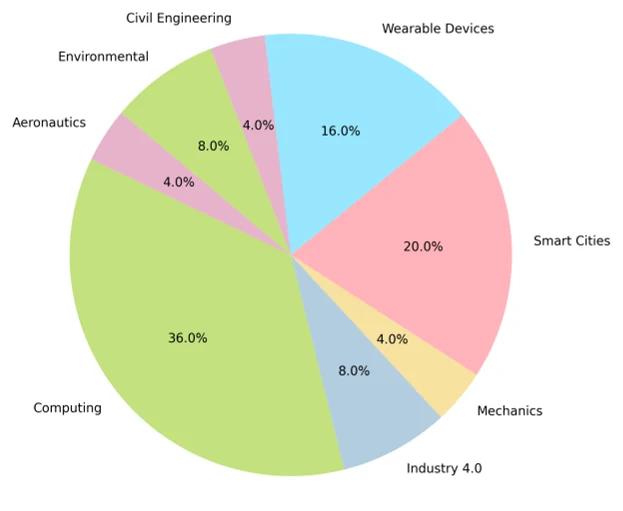 Civil Engineering
Wearable Devices
Environmental
Aeronautics
4.0%
16.0%
8.0%
4.0%
Smart Cities
20.0%
36.0%
4.0%
8.0%
Computing
Mechanics
Industry 4.0